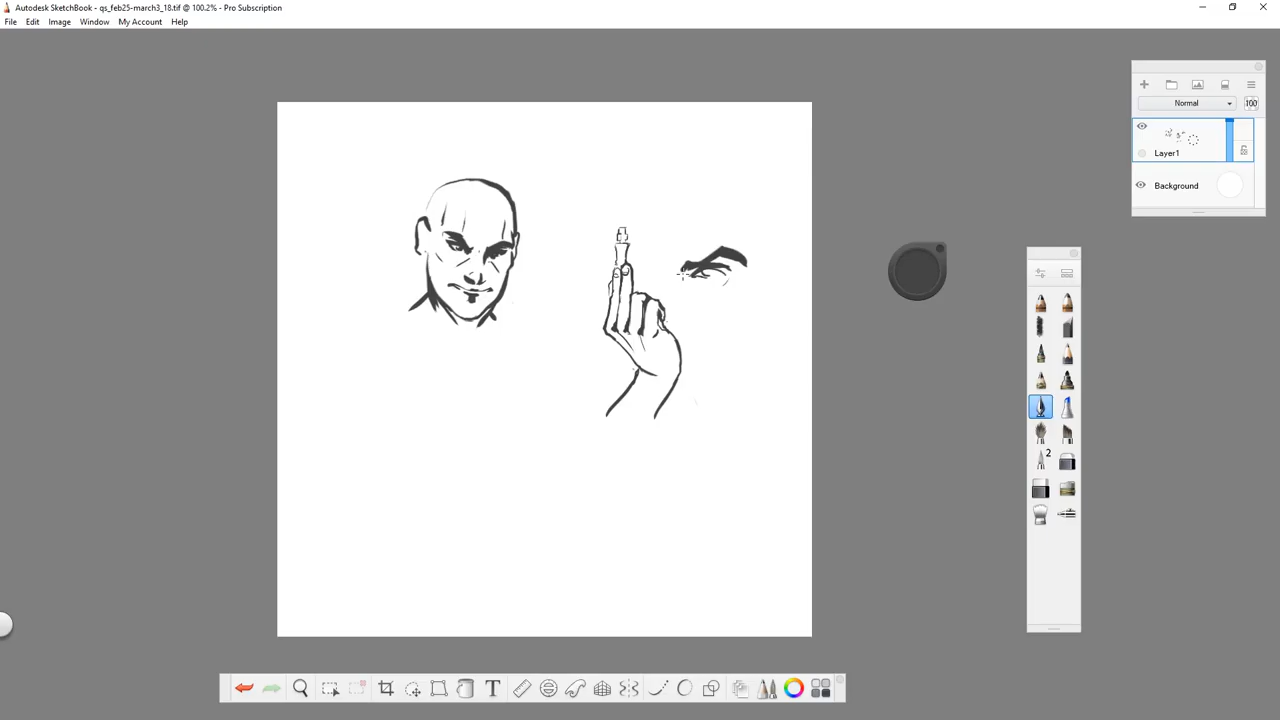 Autodesk SketchBook - qs_feb25-march3_18.tif @ 100.2% - Pro Subscription
File Edit Image Window My Account Help
Normal 100
Layer1
Background
2
T